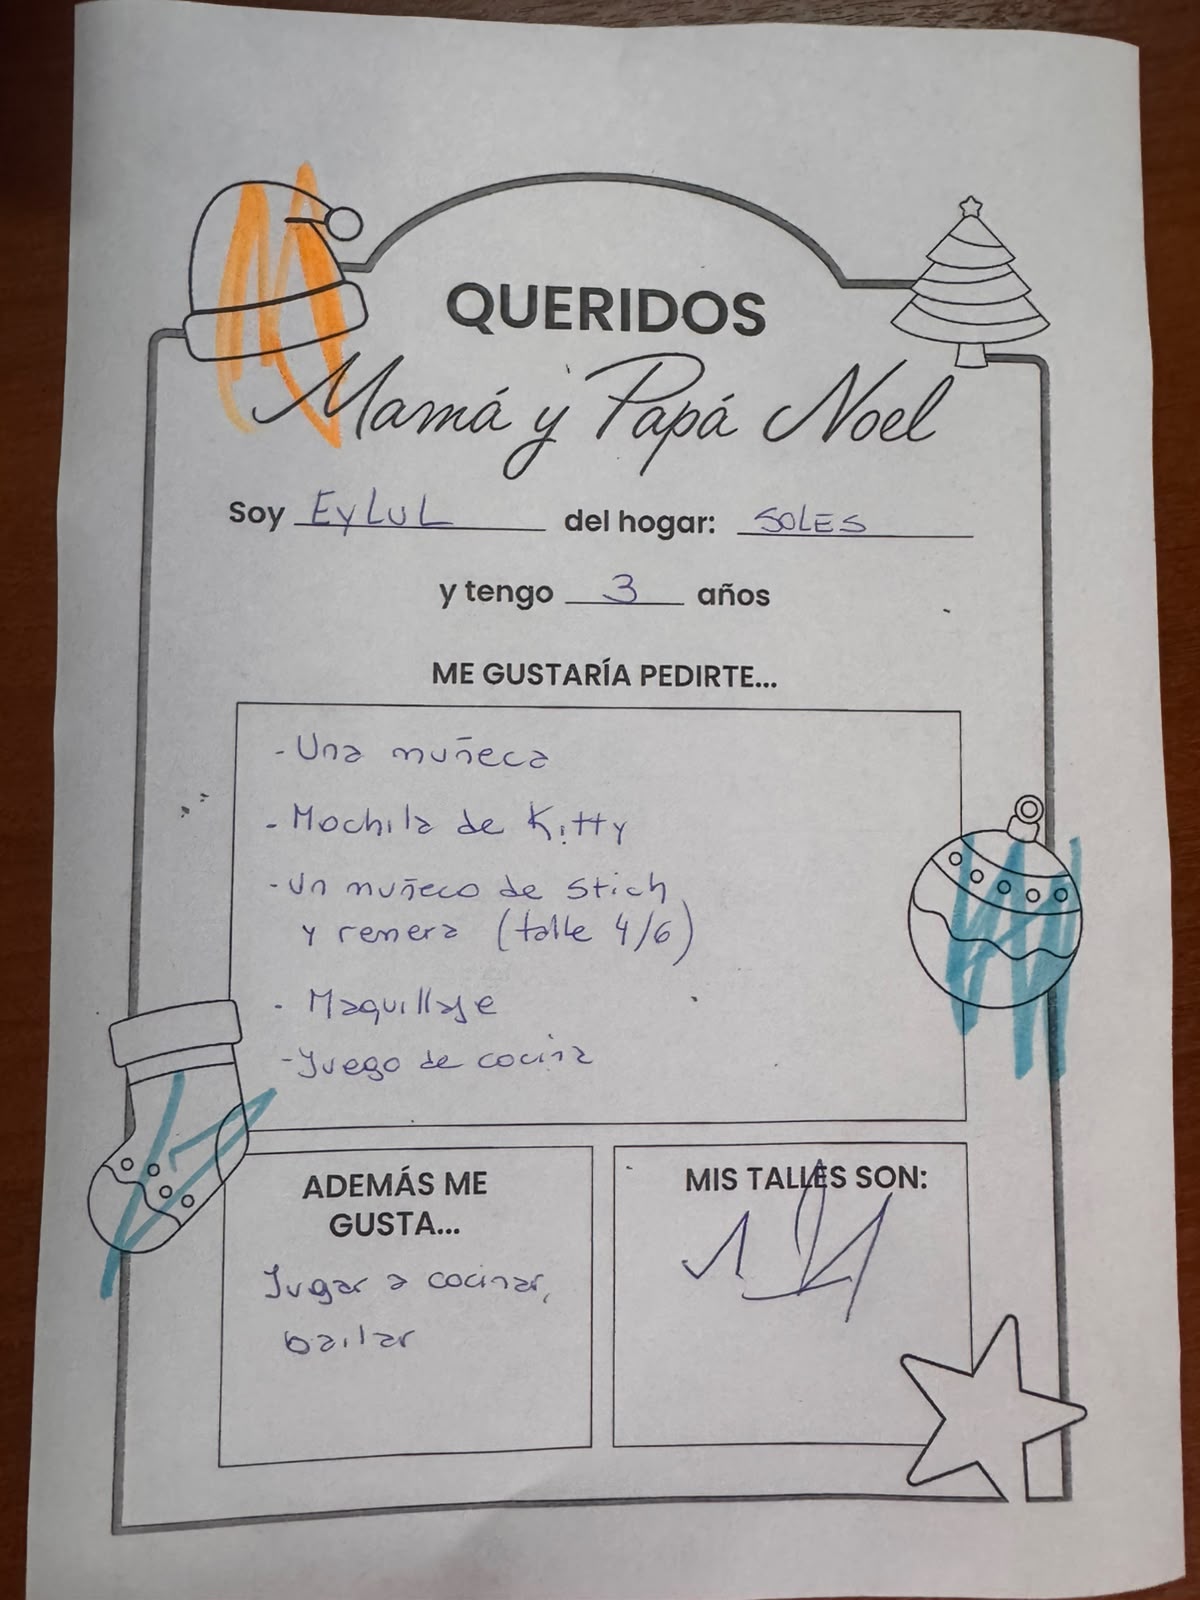 QUERIDOS
Mamá y Papá Noel
Soy EyLuL del hogar: SOLES
y tengo 3 años
ME GUSTARÍA PEDIRTE...
- Una muñeca
- Mochila de Kitty
- Un muñeco de Stich
y remera (talle 4/6)
- Maquillaje
- Juego de cocina
ADEMÁS ME
GUSTA...
Jugar a cocinar,
bailar
MIS TALLES SON: